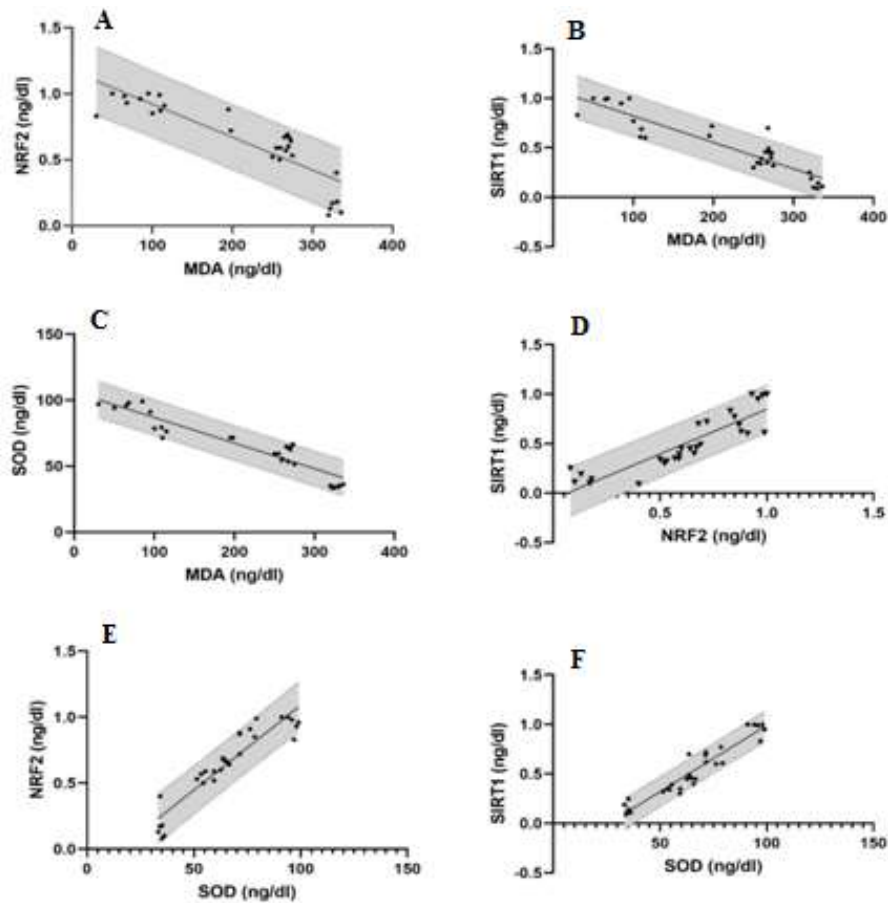 A
1.5
1.0
0.5
0.0
NRF2 (ng/dl)
0 100 200 300 400
MDA (ng/dl)
B
1.5
1.0
0.5
0.0
-0.5
SIRT1 (ng/dl)
100 200 300 400
MDA (ng/dl)
C
150
100
50
0
SOD (ng/dl)
0 100 200 300 400
MDA (ng/dl)
D
1.5
1.0
0.5
0.0
-0.5
SIRT1 (ng/dl)
0.5 1.0 1.5
NRF2 (ng/dl)
E
1.5
1.0
0.5
0.0
NRF2 (ng/dl)
0 50 100 150
SOD (ng/dl)
F
1.5
1.0
0.5
0.0
-0.5
SIRT1 (ng/dl)
50 100 150
SOD (ng/dl)